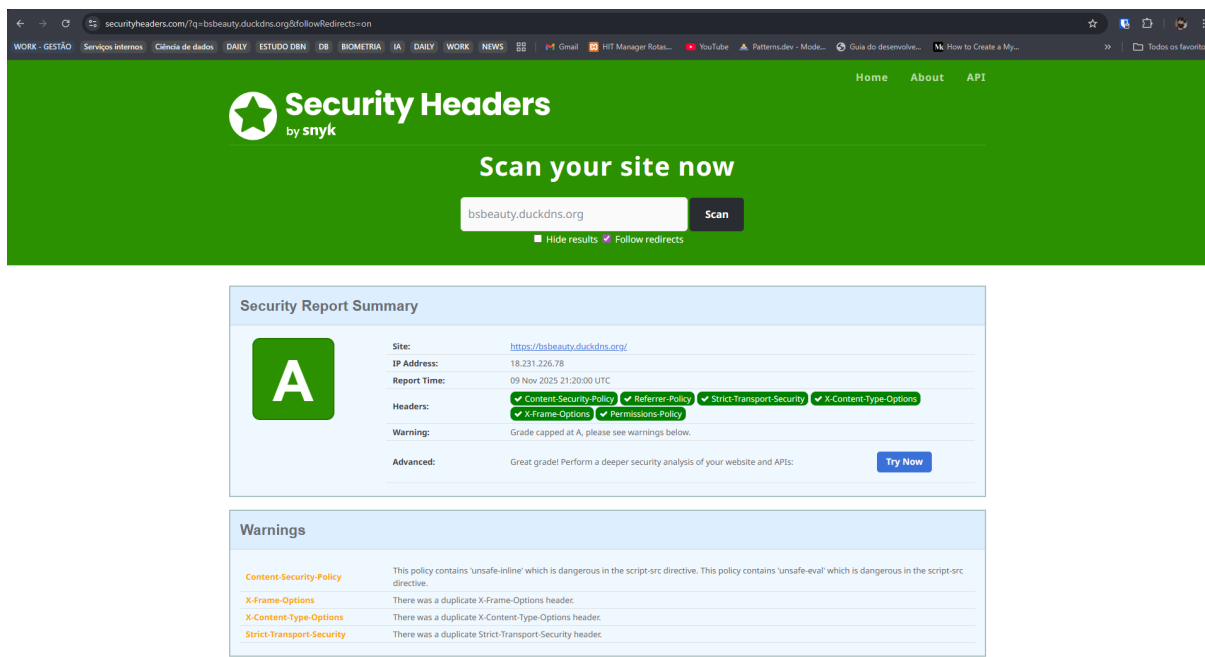 securityheaders.com/?q=bsbeauty.duckdns.org&followRedirects=on
WORK - GESTÃO Serviços internos Ciência de dados DAILY ESTUDO DBN DB BIOMETRIA IA DAILY WORK NEWS Gmail HIT Manager Rotas... YouTube Patterns.dev - Mode... Guia do desenvolve... How to Create a My... » Todos os favorito
Home About API
Security Headers
by snyk
Scan your site now
bsbeauty.duckdns.org Scan
Hide results Follow redirects
Security Report Summary
A
Site: https://bsbeauty.duckdns.org/
IP Address: 18.231.226.78
Report Time: 09 Nov 2025 21:20:00 UTC
Headers: Content-Security-Policy Referrer-Policy Strict-Transport-Security X-Content-Type-Options
X-Frame-Options Permissions-Policy
Warning: Grade capped at A, please see warnings below.
Advanced: Great grade! Perform a deeper security analysis of your website and APIs: Try Now
Warnings
Content-Security-Policy This policy contains 'unsafe-inline' which is dangerous in the script-src directive. This policy contains 'unsafe-eval' which is dangerous in the script-src
directive.
X-Frame-Options There was a duplicate X-Frame-Options header.
X-Content-Type-Options There was a duplicate X-Content-Type-Options header.
Strict-Transport-Security There was a duplicate Strict-Transport-Security header.